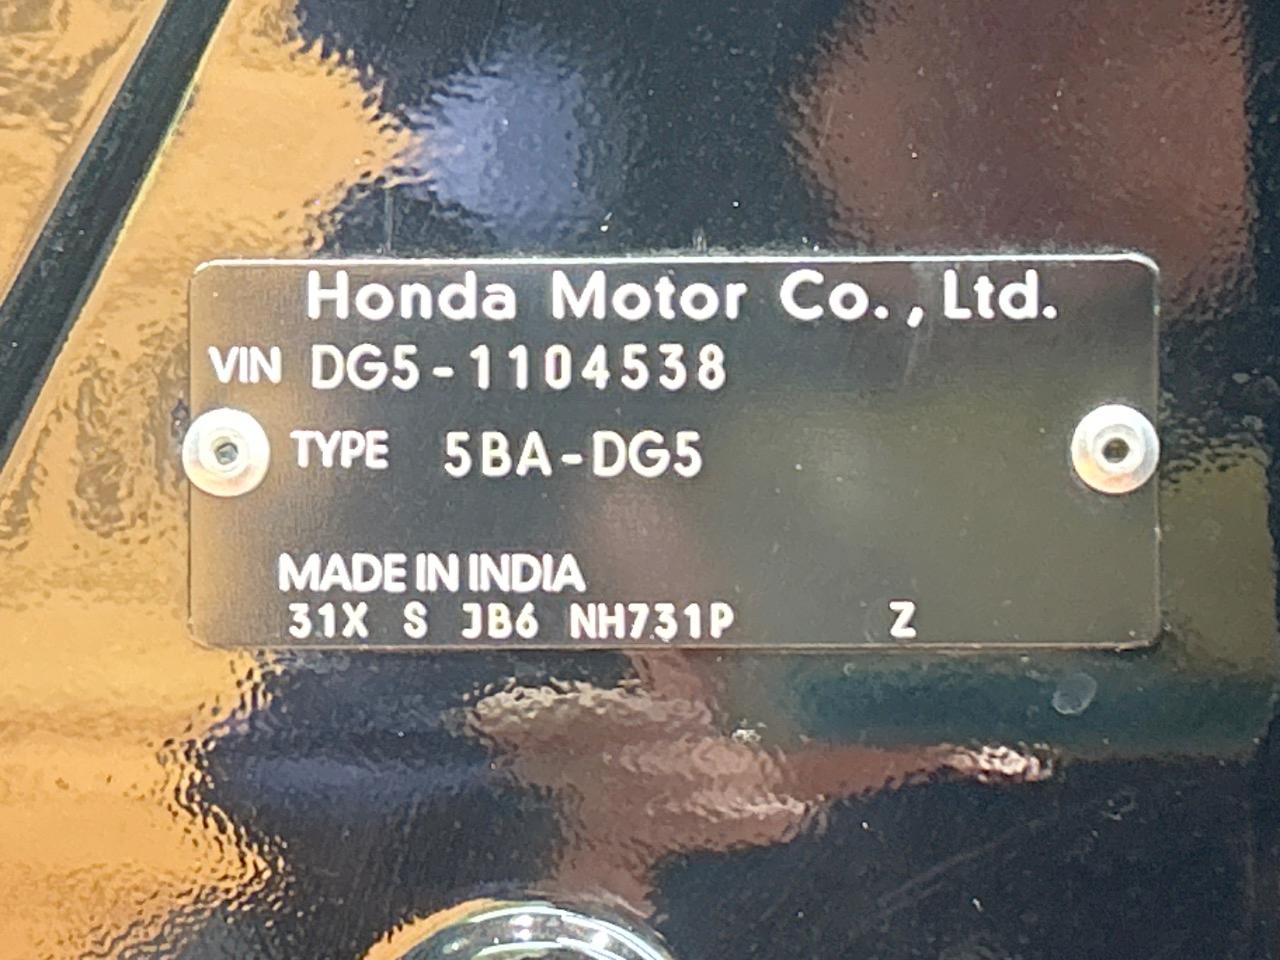 Honda Motor Co., Ltd.
VIN DG5-1104538
TYPE 5BA-DG5
MADE IN INDIA
31X S JB6 NH731P Z